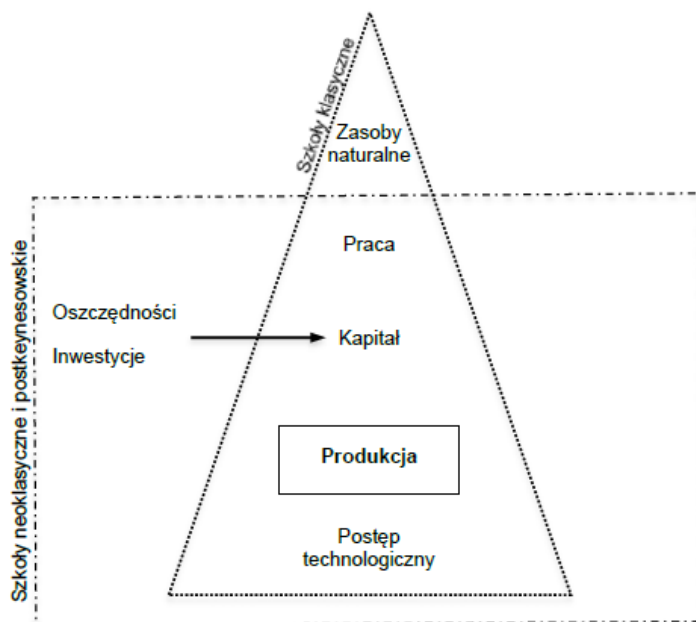 Szkoły klasyczne
Zasoby
naturalne
Szkoły neoklasyczne i postkeynesowskie
Praca
Oszczędności
Inwestycje
Kapitał
Produkcja
Postęp
technologiczny